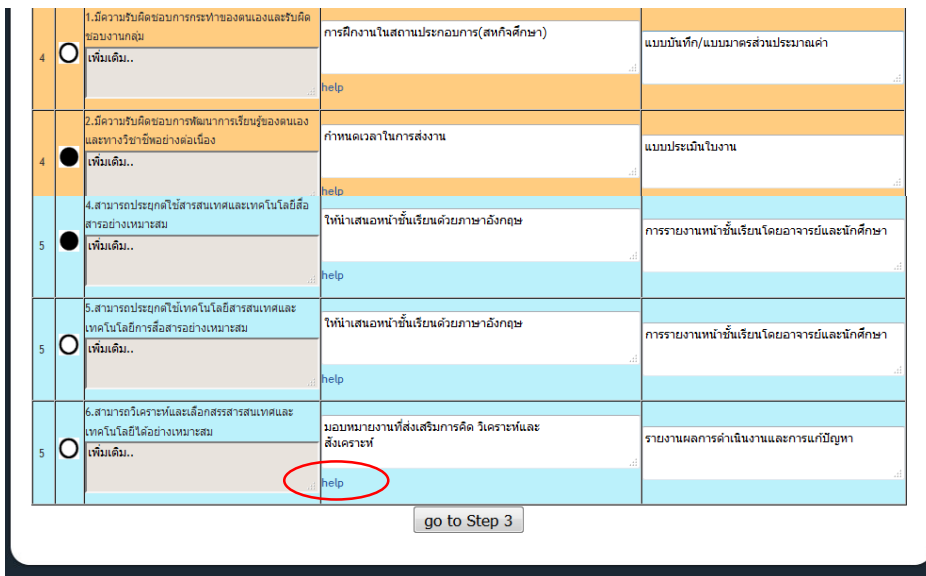 1.มีความรับผิดชอบการกระทำของตนเองและรับผิด
ชอบงานกลุ่ม
4
เพิ่มเติม..
การฝึกงานในสถานประกอบการ(สหกิจศึกษา)
help
แบบบันทึก/แบบมาตรส่วนประมาณค่า
2.มีความรับผิดชอบการพัฒนาการเรียนรู้ของตนเอง
และทางวิชาชีพอย่างต่อเนื่อง
4
เพิ่มเติม..
กำหนดเวลาในการส่งงาน
help
แบบประเมินใบงาน
4.สามารถประยุกต์ใช้สารสนเทศและเทคโนโลยีสื่อ
สารอย่างเหมาะสม
5
เพิ่มเติม..
ให้นำเสนอหน้าชั้นเรียนด้วยภาษาอังกฤษ
help
การรายงานหน้าชั้นเรียนโดยอาจารย์และนักศึกษา
5.สามารถประยุกต์ใช้เทคโนโลยีสารสนเทศและ
เทคโนโลยีการสื่อสารอย่างเหมาะสม
5
เพิ่มเติม..
ให้นำเสนอหน้าชั้นเรียนด้วยภาษาอังกฤษ
help
การรายงานหน้าชั้นเรียนโดยอาจารย์และนักศึกษา
6.สามารถวิเคราะห์และเลือกสรรสารสนเทศและ
เทคโนโลยีได้อย่างเหมาะสม
5
เพิ่มเติม..
มอบหมายงานที่ส่งเสริมการคิด วิเคราะห์และ
สังเคราะห์
help
รายงานผลการดำเนินงานและการแก้ปัญหา
go to Step 3